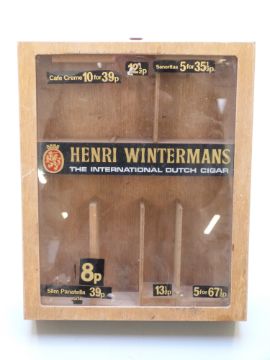 Cafe Creme 10 for 39p
12½p
Senoritas 5 for 35½p
HENRI WINTERMANS
THE INTERNATIONAL DUTCH CIGAR
8p
Slim Panatella 39p
13½p
5 for 67½p